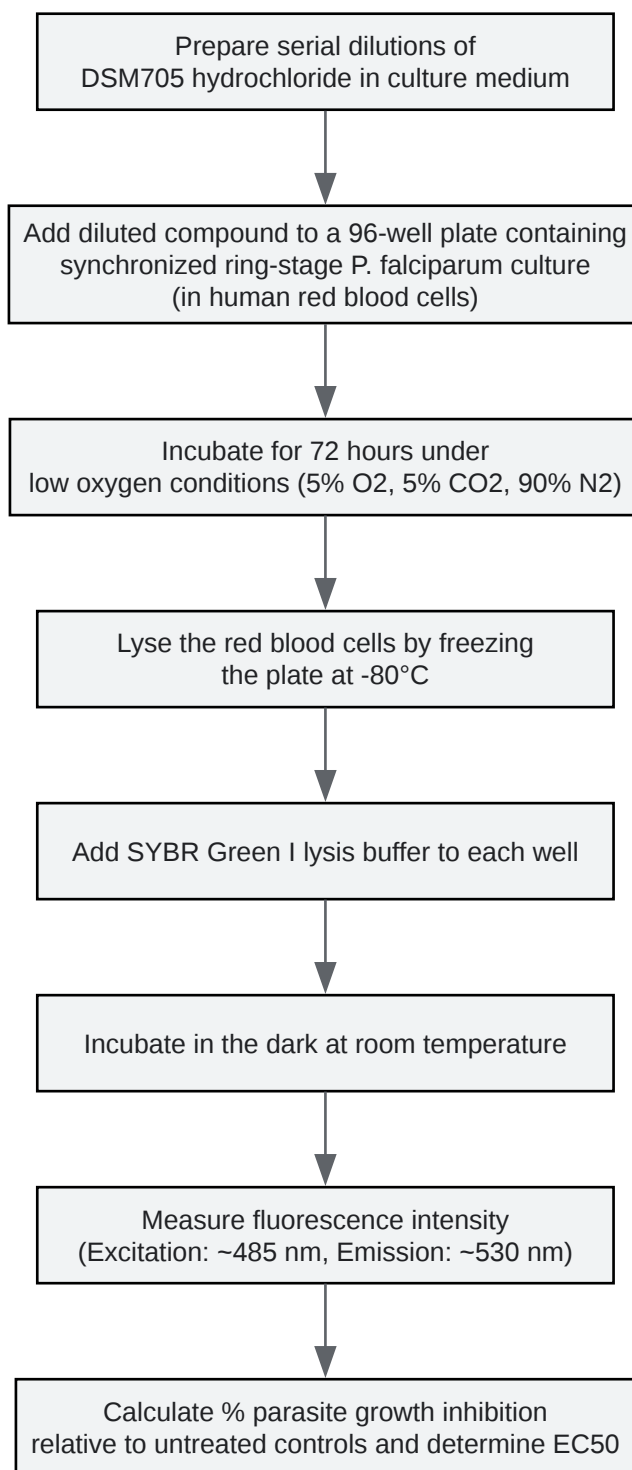 Prepare serial dilutions of
DSM705 hydrochloride in culture medium
Add diluted compound to a 96-well plate containing
synchronized ring-stage P. falciparum culture
(in human red blood cells)
Incubate for 72 hours under
low oxygen conditions (5% O2, 5% CO2, 90% N2)
Lyse the red blood cells by freezing
the plate at -80°C
Add SYBR Green I lysis buffer to each well
Incubate in the dark at room temperature
Measure fluorescence intensity
(Excitation: ~485 nm, Emission: ~530 nm)
Calculate % parasite growth inhibition
relative to untreated controls and determine EC50